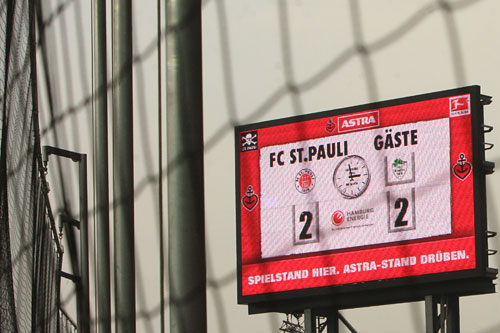 ASTRA
FC ST.PAULI GÄSTE
2 2
HAMBURG
ENERGIE
SPIELSTAND HIER. ASTRA-STAND DRÜBEN.